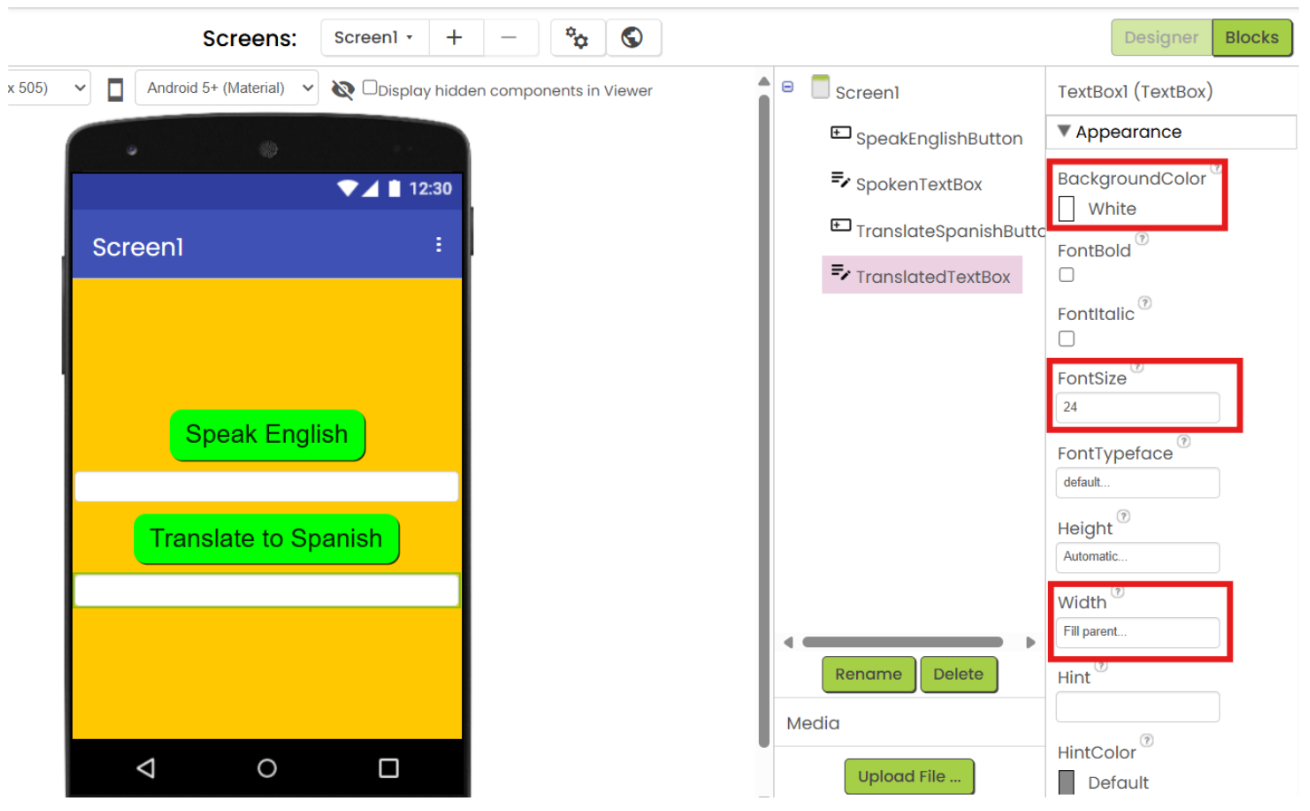 Screens:
Screen1
Designer
Blocks
x 505)
Android 5+ (Material)
Display hidden components in Viewer
12:30
Screen1
Speak English
Translate to Spanish
Screen1
SpeakEnglishButton
SpokenTextBox
TranslateSpanishButto
TranslatedTextBox
Rename
Delete
Media
Upload File ...
TextBox1 (TextBox)
Appearance
BackgroundColor ?
White
FontBold ?
FontItalic ?
FontSize ?
24
FontTypeface ?
default...
Height ?
Automatic...
Width ?
Fill parent...
Hint ?
HintColor ?
Default